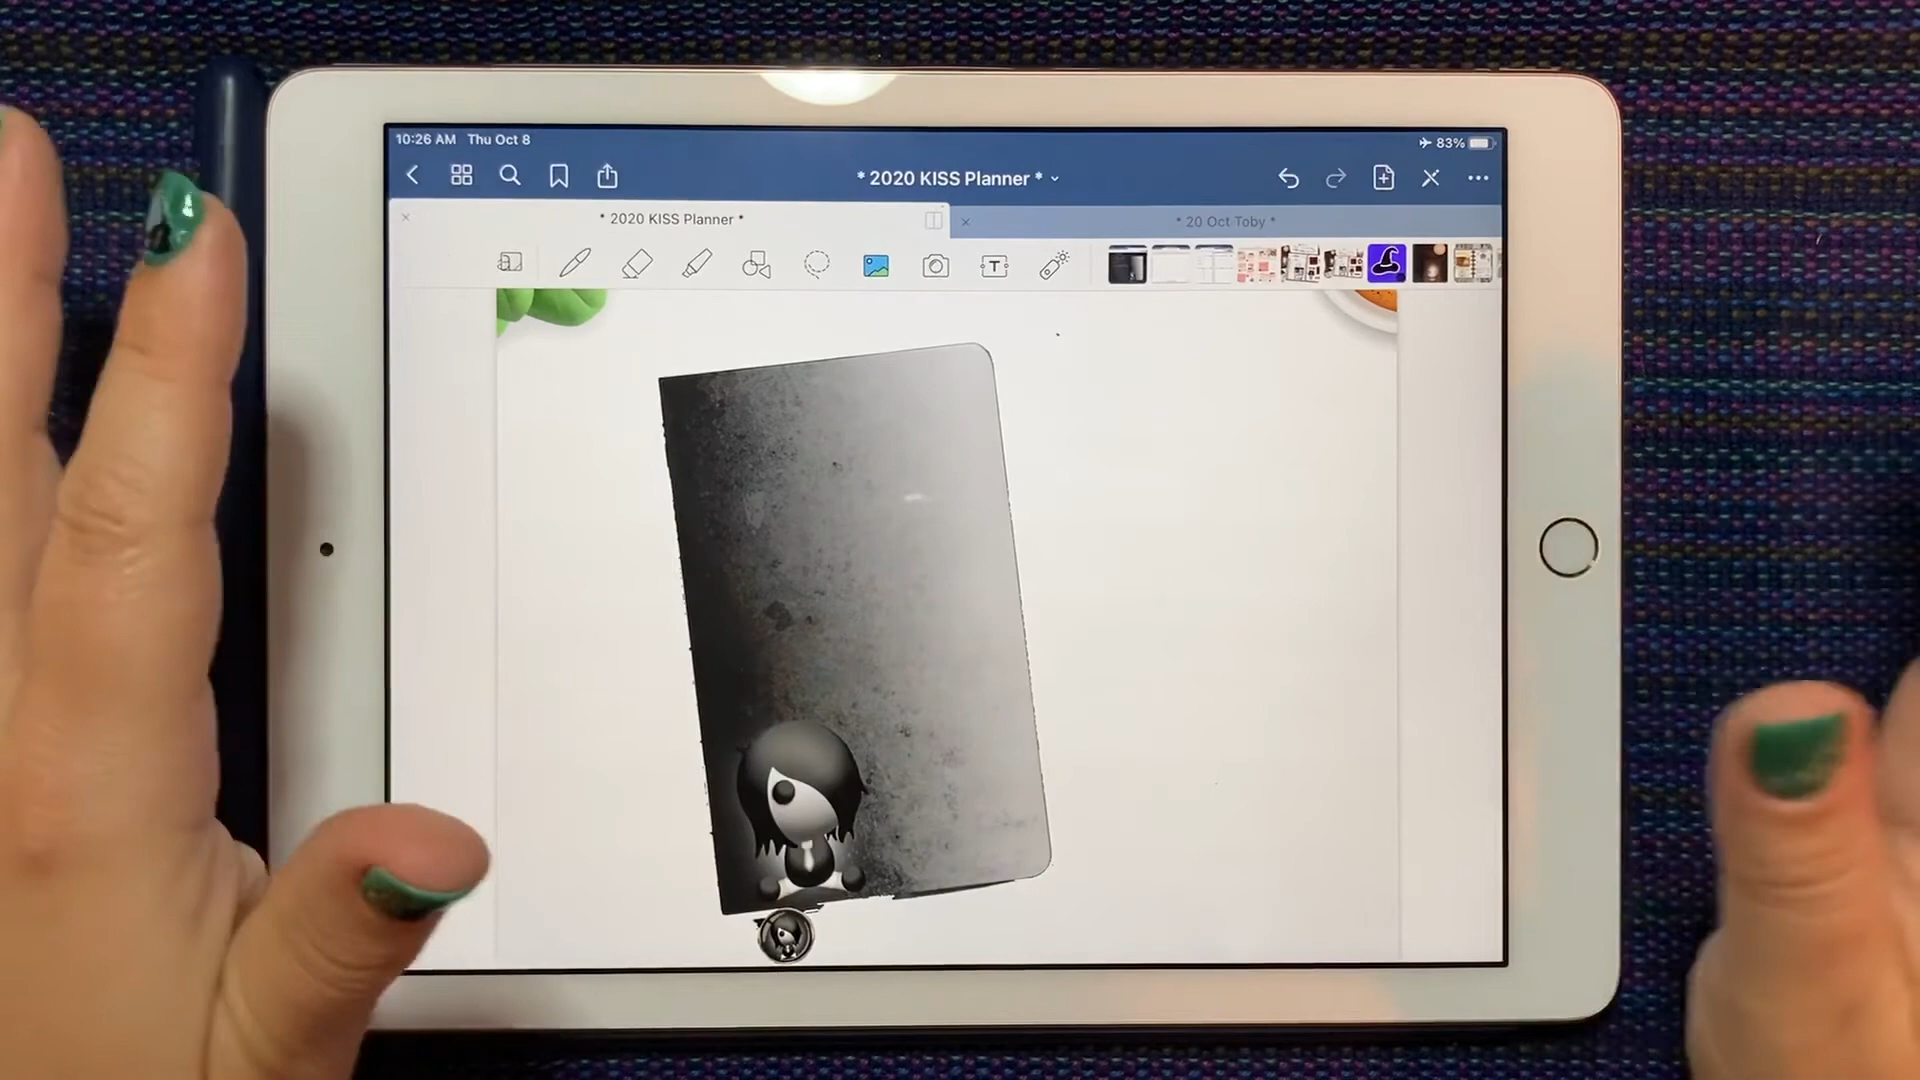 10:26 AM Thu Oct 8
83%
* 2020 KISS Planner *
* 2020 KISS Planner *
* 20 Oct Toby *
T